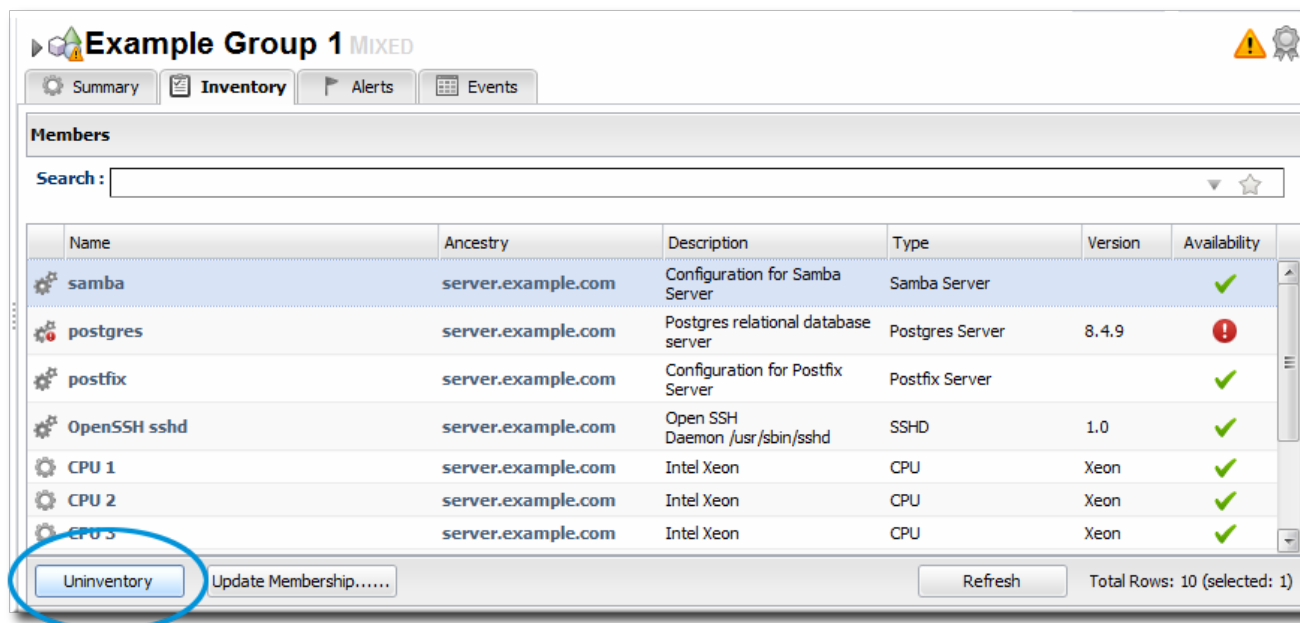 Example Group 1 MIXED
Summary Inventory Alerts Events
Members
Search :
Name Ancestry Description Type Version Availability
samba server.example.com Configuration for Samba Server Samba Server
postgres server.example.com Postgres relational database server Postgres Server 8.4.9
postfix server.example.com Configuration for Postfix Server Postfix Server
OpenSSH sshd server.example.com Open SSH Daemon /usr/sbin/sshd SSHD 1.0
CPU 1 server.example.com Intel Xeon CPU Xeon
CPU 2 server.example.com Intel Xeon CPU Xeon
CPU 3 server.example.com Intel Xeon CPU Xeon
Uninventory Update Membership...... Refresh Total Rows: 10 (selected: 1)